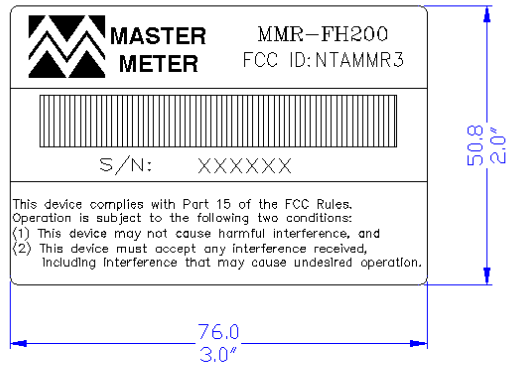 MASTER METER
MMR-FH200
FCC ID:NTAMMR3
S/N: XXXXXX
This device complies with Part 15 of the FCC Rules.
Operation is subject to the following two conditions:
(1) This device may not cause harmful interference, and
(2) This device must accept any interference received,
including interference that may cause undesired operation.
50.8
2.0"
76.0
3.0"